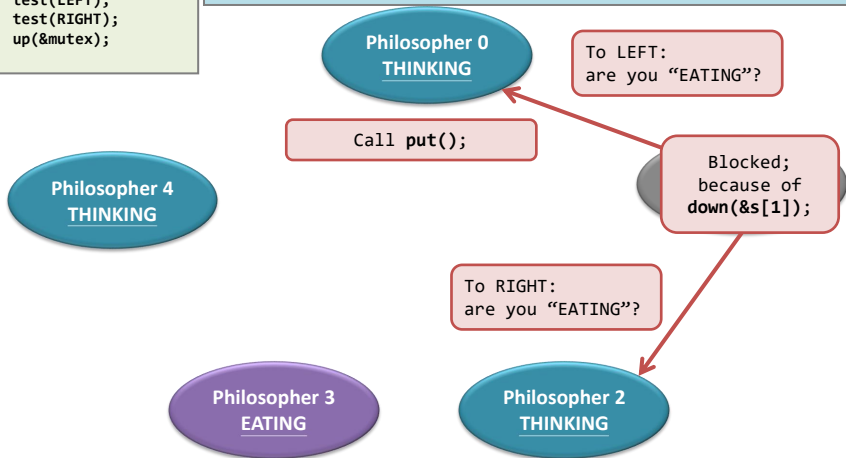 test(LEFT);
test(RIGHT);
up(&mutex);
Philosopher 0
THINKING
To LEFT:
are you “EATING”?
Call put();
Blocked;
because of
down(&s[1]);
Philosopher 4
THINKING
To RIGHT:
are you “EATING”?
Philosopher 3
EATING
Philosopher 2
THINKING